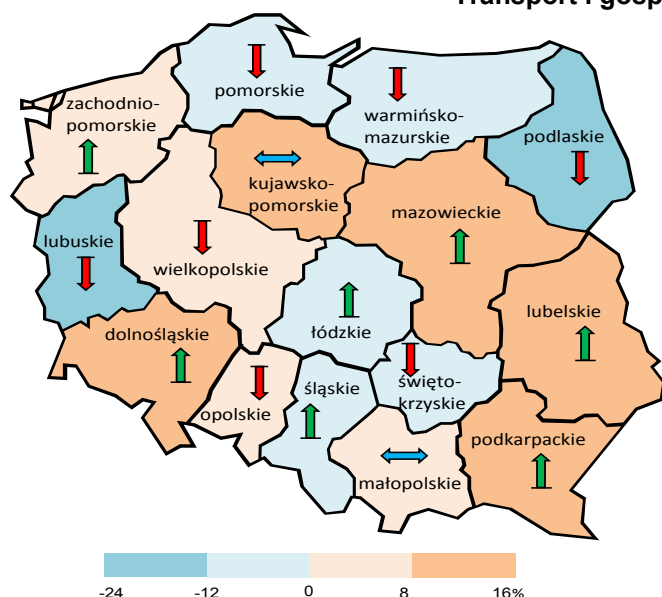 Transport i gosp
zachodnio-
pomorskie
pomorskie
warmińsko-
mazurskie
podlaskie
kujawsko-
pomorskie
mazowieckie
lubuskie
wielkopolskie
lubelskie
dolnośląskie
łódzkie
opolskie
śląskie
święto-
krzyskie
podkarpackie
małopolskie
-24 -12 0 8 16%